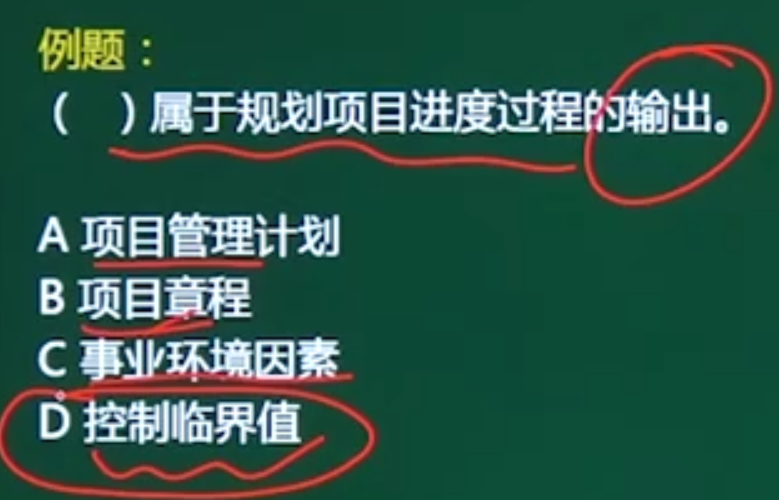 例题：
（ ）属于规划项目进度过程的输出。
A 项目管理计划
B 项目章程
C 事业环境因素
D 控制临界值